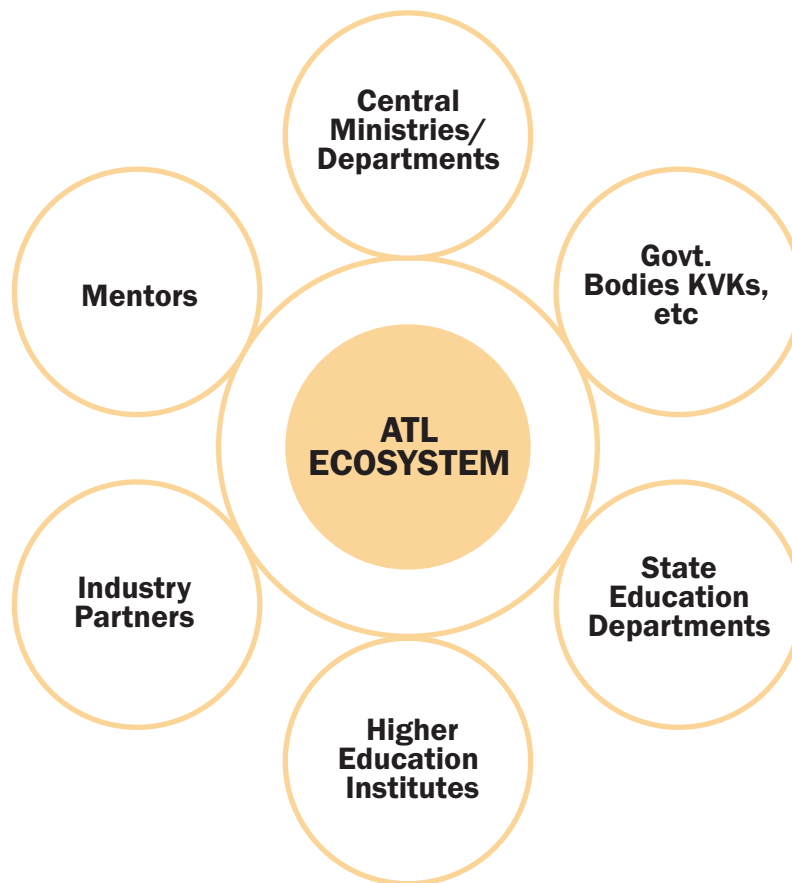 Central
Ministries/
Departments
Govt.
Bodies KVKs,
etc
Mentors
ATL
ECOSYSTEM
State
Education
Departments
Industry
Partners
Higher
Education
Institutes